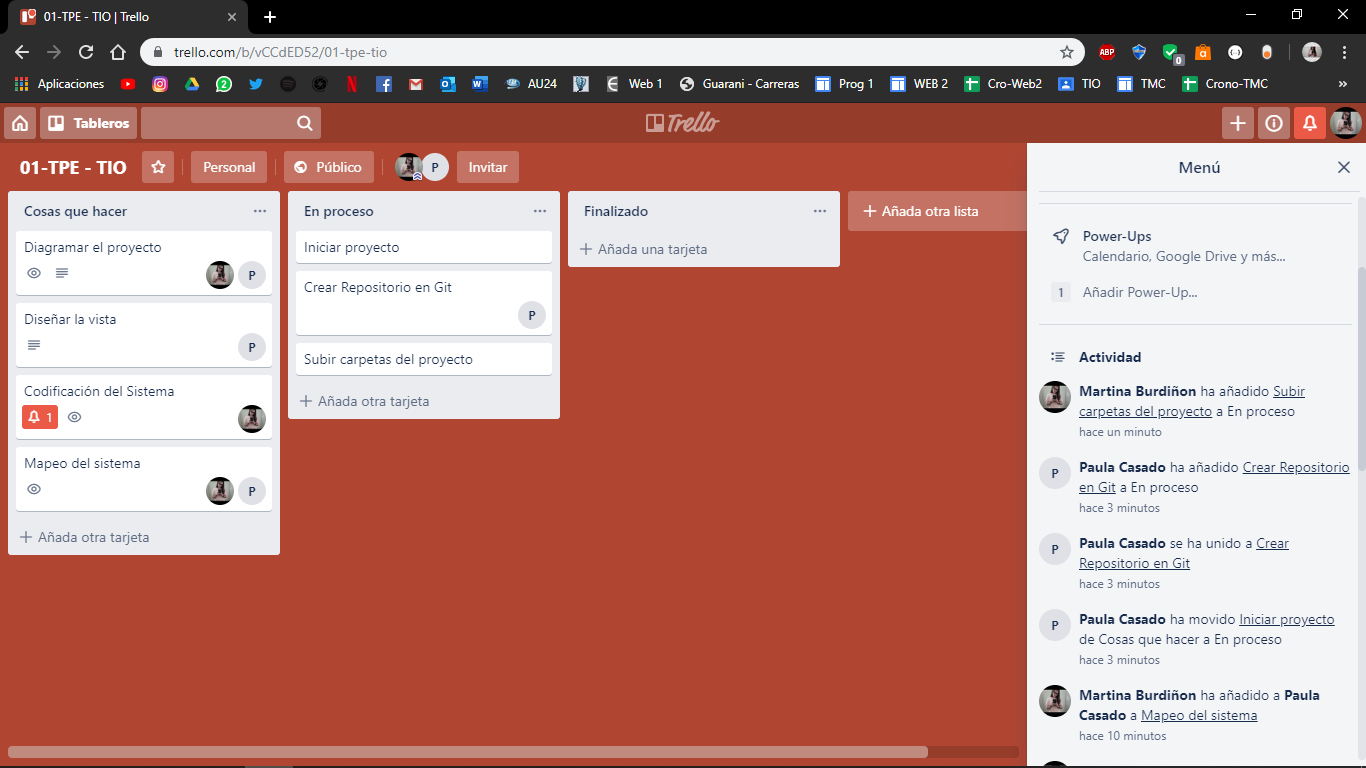 01-TPE - TIO | Trello
trello.com/b/vCCdED52/01-tpe-tio
ABP
0
Aplicaciones
AU24
Web 1
Guarani - Carreras
Prog 1
WEB 2
Cro-Web2
TIO
TMC
Crono-TMC
»
Tableros
Trello
01-TPE - TIO
Personal
Público
P
Invitar
Cosas que hacer
Diagramar el proyecto
P
Diseñar la vista
P
Codificación del Sistema
1
Mapeo del sistema
P
+ Añada otra tarjeta
En proceso
Iniciar proyecto
Crear Repositorio en Git
P
Subir carpetas del proyecto
+ Añada otra tarjeta
Finalizado
+ Añada una tarjeta
+ Añada otra lista
Menú
Power-Ups
Calendario, Google Drive y más...
1 Añadir Power-Up...
Actividad
Martina Burdiñon ha añadido Subir
carpetas del proyecto a En proceso
hace un minuto
P
Paula Casado ha añadido Crear Repositorio
en Git a En proceso
hace 3 minutos
P
Paula Casado se ha unido a Crear
Repositorio en Git
hace 3 minutos
P
Paula Casado ha movido Iniciar proyecto
de Cosas que hacer a En proceso
hace 3 minutos
Martina Burdiñon ha añadido a Paula
Casado a Mapeo del sistema
hace 10 minutos